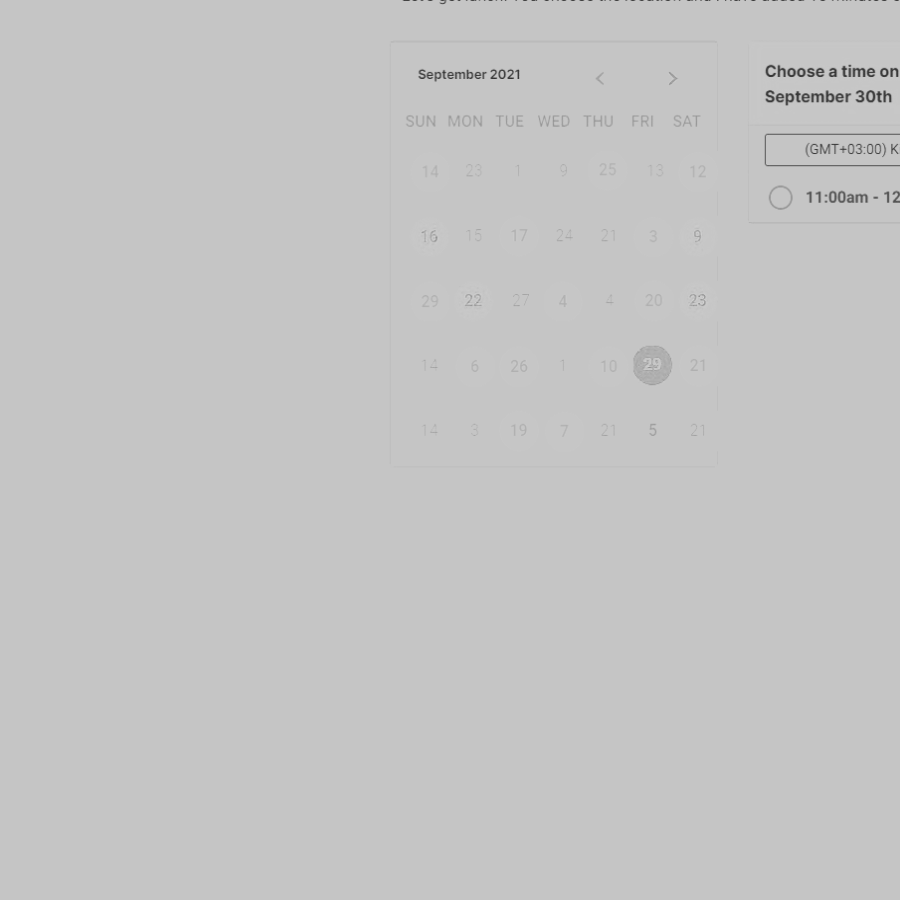 September 2021
SUN MON TUE WED THU FRI SAT
14 23 1 9 25 13 12
16 15 17 24 21 3 9
29 22 27 4 4 20 23
14 6 26 1 10 29 21
14 3 19 7 21 5 21
Choose a time on
September 30th
(GMT+03:00) K
11:00am - 12